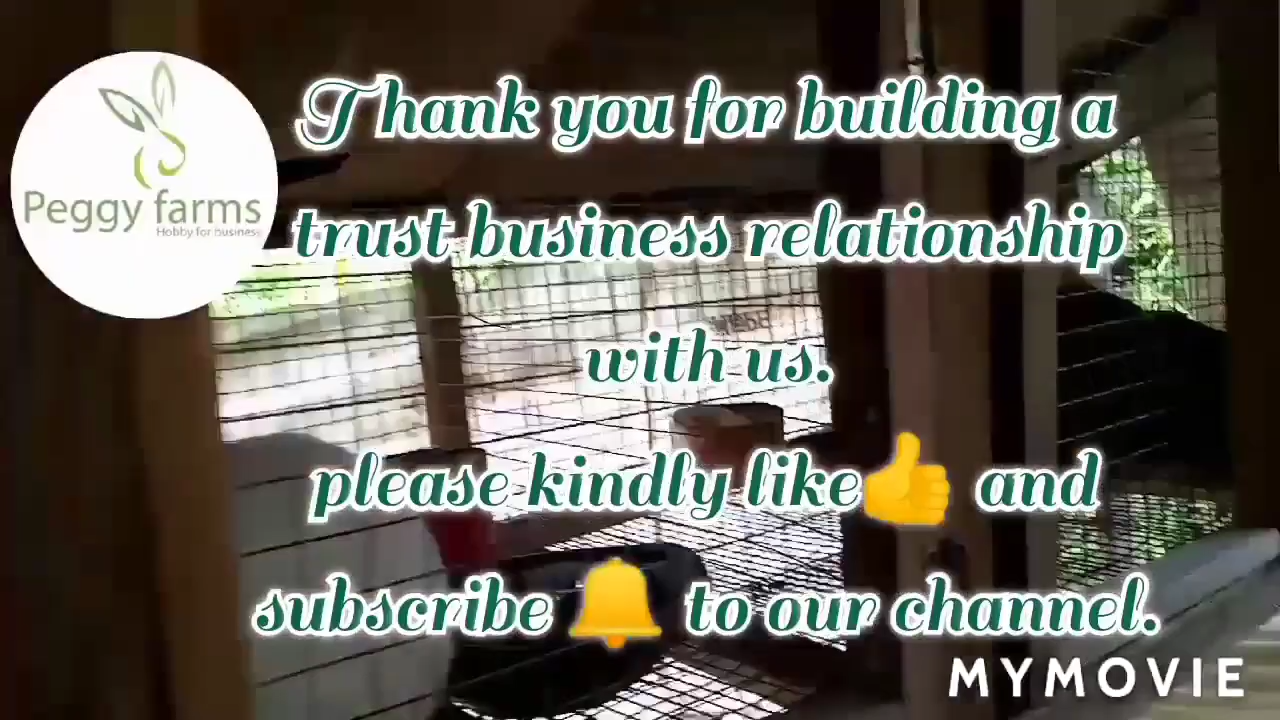 Peggy farms
Hobby for business
Thank you for building a
trust business relationship
with us.
please kindly like👍 and
subscribe 🔔 to our channel.
MYMOVIE